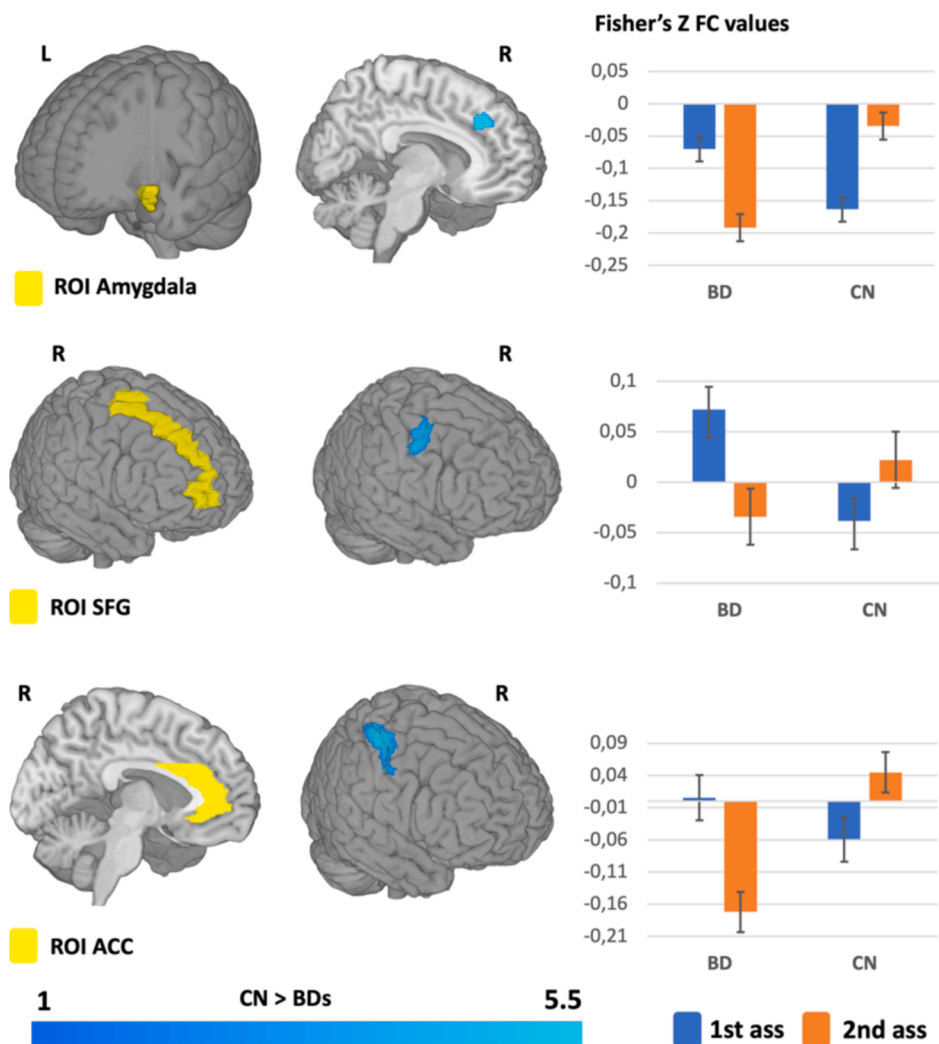 Fisher's Z FC values
L
R
0,05
0
-0,05
-0,1
-0,15
-0,2
-0,25
BD
CN
ROI Amygdala
R
R
0,1
0,05
0
-0,05
-0,1
BD
CN
ROI SFG
R
R
0,09
0,04
-0,01
-0,06
-0,11
-0,16
-0,21
BD
CN
ROI ACC
1
CN > BDs
5.5
1st ass
2nd ass